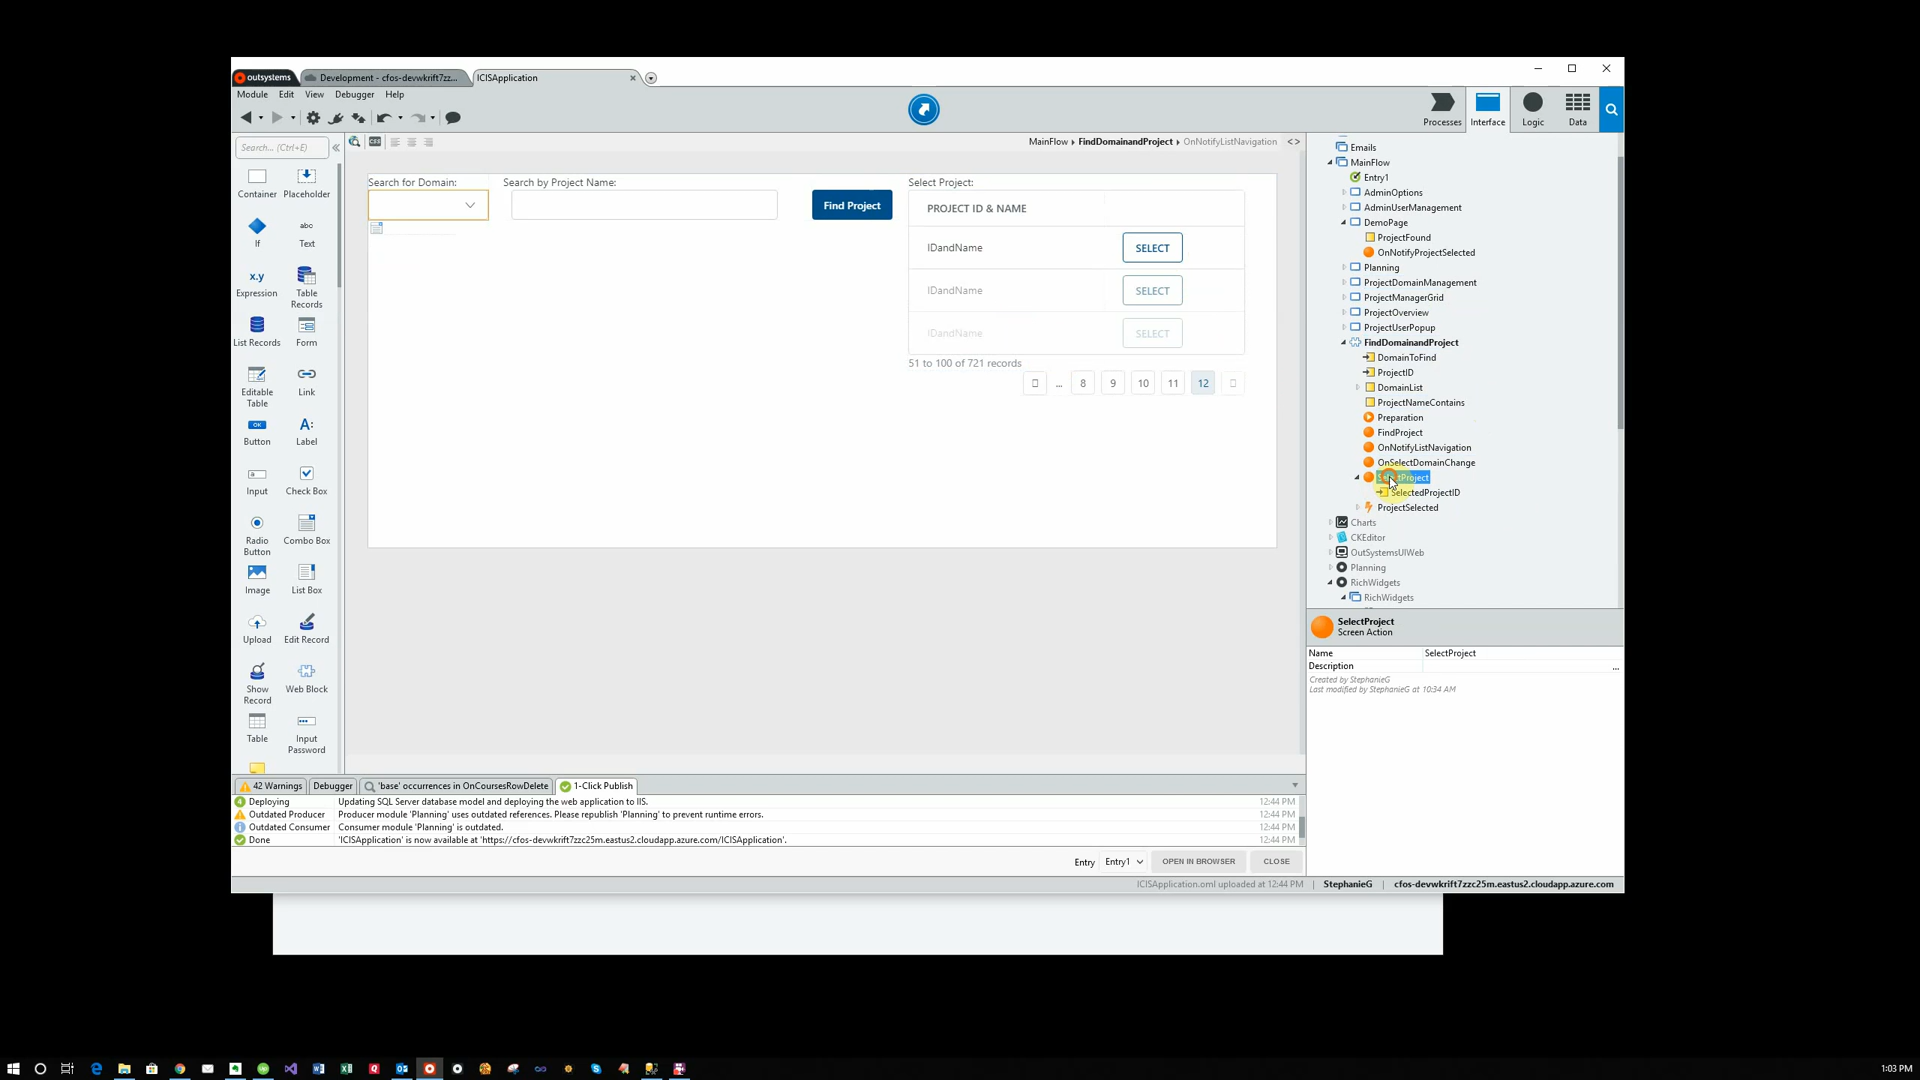 outsystems
Development - cfos-devwkrift7zz...
ICISApplication
Module
Edit
View
Debugger
Help
Processes
Interface
Logic
Data
Search... (Ctrl+E)
MainFlow
FindDomainandProject
OnNotifyListNavigation
Container
Placeholder
If
Text
Expression
Table
Records
List Records
Form
Editable
Table
Link
Button
Label
Input
Check Box
Radio
Button
Combo Box
Image
List Box
Upload
Edit Record
Show
Record
Web Block
Table
Input
Password
Search for Domain:
Search by Project Name:
Find Project
Select Project:
PROJECT ID & NAME
IDandName
SELECT
IDandName
SELECT
IDandName
SELECT
51 to 100 of 721 records
... 8 9 10 11 12
Emails
MainFlow
Entry1
AdminOptions
AdminUserManagement
DemoPage
ProjectFound
OnNotifyProjectSelected
Planning
ProjectDomainManagement
ProjectManagerGrid
ProjectOverview
ProjectUserPopup
FindDomainandProject
DomainToFind
ProjectID
DomainList
ProjectNameContains
Preparation
FindProject
OnNotifyListNavigation
OnSelectDomainChange
SelectProject
SelectedProjectID
ProjectSelected
Charts
CKEditor
OutSystemsUIWeb
Planning
RichWidgets
RichWidgets
SelectProject
Screen Action
Name SelectProject
Description ...
Created by StephanieG
Last modified by StephanieG at 10:34 AM
42 Warnings
Debugger
'base' occurrences in OnCoursesRowDelete
1-Click Publish
Deploying Updating SQL Server database model and deploying the web application to IIS. 12:44 PM
Outdated Producer Producer module 'Planning' uses outdated references. Please republish 'Planning' to prevent runtime errors. 12:44 PM
Outdated Consumer Consumer module 'Planning' is outdated. 12:44 PM
Done 'ICISApplication' is now available at 'https://cfos-devwkrift7zzc25m.eastus2.cloudapp.azure.com/ICISApplication'. 12:44 PM
Entry
Entry1
OPEN IN BROWSER
CLOSE
ICISApplication.oml uploaded at 12:44 PM
StephanieG
cfos-devwkrift7zzc25m.eastus2.cloudapp.azure.com
1:03 PM